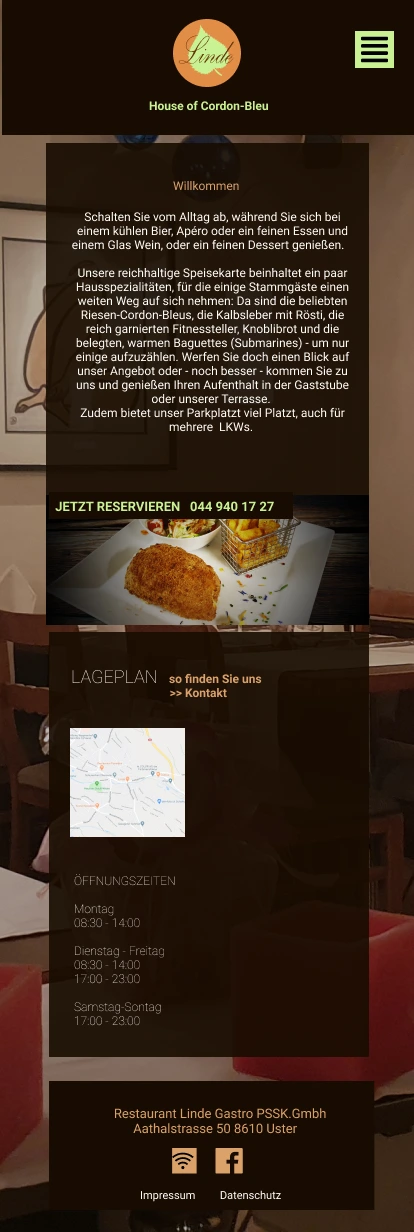 Linde
House of Cordon-Bleu
Willkommen
Schalten Sie vom Alltag ab, während Sie sich bei
einem kühlen Bier, Apéro oder ein feinen Essen und
einem Glas Wein, oder ein feinen Dessert genießen.
Unsere reichhaltige Speisekarte beinhaltet ein paar
Hausspezialitäten, für die einige Stammgäste einen
weiten Weg auf sich nehmen: Da sind die beliebten
Riesen-Cordon-Bleus, die Kalbsleber mit Rösti, die
reich garnierten Fitnessteller, Knoblibrot und die
belegten, warmen Baguettes (Submarines) - um nur
einige aufzuzählen. Werfen Sie doch einen Blick auf
unser Angebot oder - noch besser - kommen Sie zu
uns und genießen Ihren Aufenthalt in der Gaststube
oder unserer Terrasse.
Zudem bietet unser Parkplatzt viel Platzt, auch für
mehrere LKWs.
JETZT RESERVIEREN 044 940 17 27
LAGEPLAN so finden Sie uns
>> Kontakt
ÖFFNUNGSZEITEN
Montag
08:30 - 14:00
Dienstag - Freitag
08:30 - 14:00
17:00 - 23:00
Samstag-Sontag
17:00 - 23:00
Restaurant Linde Gastro PSSK.Gmbh
Aathalstrasse 50 8610 Uster
Impressum Datenschutz